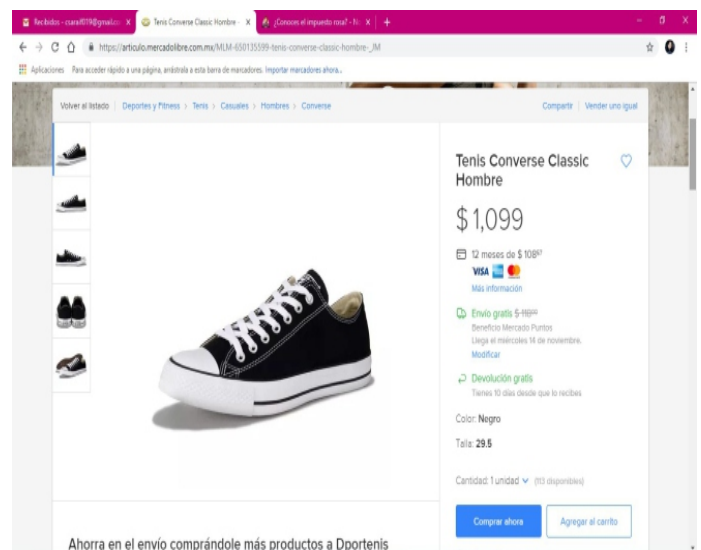 Recibidos - csaraif019@gmail.co
Tenis Converse Classic Hombre -
¿Conoces el impuesto rosa? - No
https://articulo.mercadolibre.com.mx/MLM-650135599-tenis-converse-classic-hombre-_JM
Aplicaciones Para acceder rápido a una página, arrástrala a esta barra de marcadores. Importar marcadores ahora...
Volver al listado | Deportes y Fitness > Tenis > Casuales > Hombres > Converse
Compartir | Vender uno igual
Tenis Converse Classic
Hombre
$ 1,099
12 meses de $ 108
VISA
Más información
Envío gratis
Beneficio Mercado Puntos
Llega el miércoles 14 de noviembre.
Modificar
Devolución gratis
Tienes 10 días desde que lo recibes
Color: Negro
Talla: 29.5
Cantidad: 1 unidad (113 disponibles)
Comprar ahora
Agregar al carrito
Ahorra en el envío comprándole más productos a Dportenis